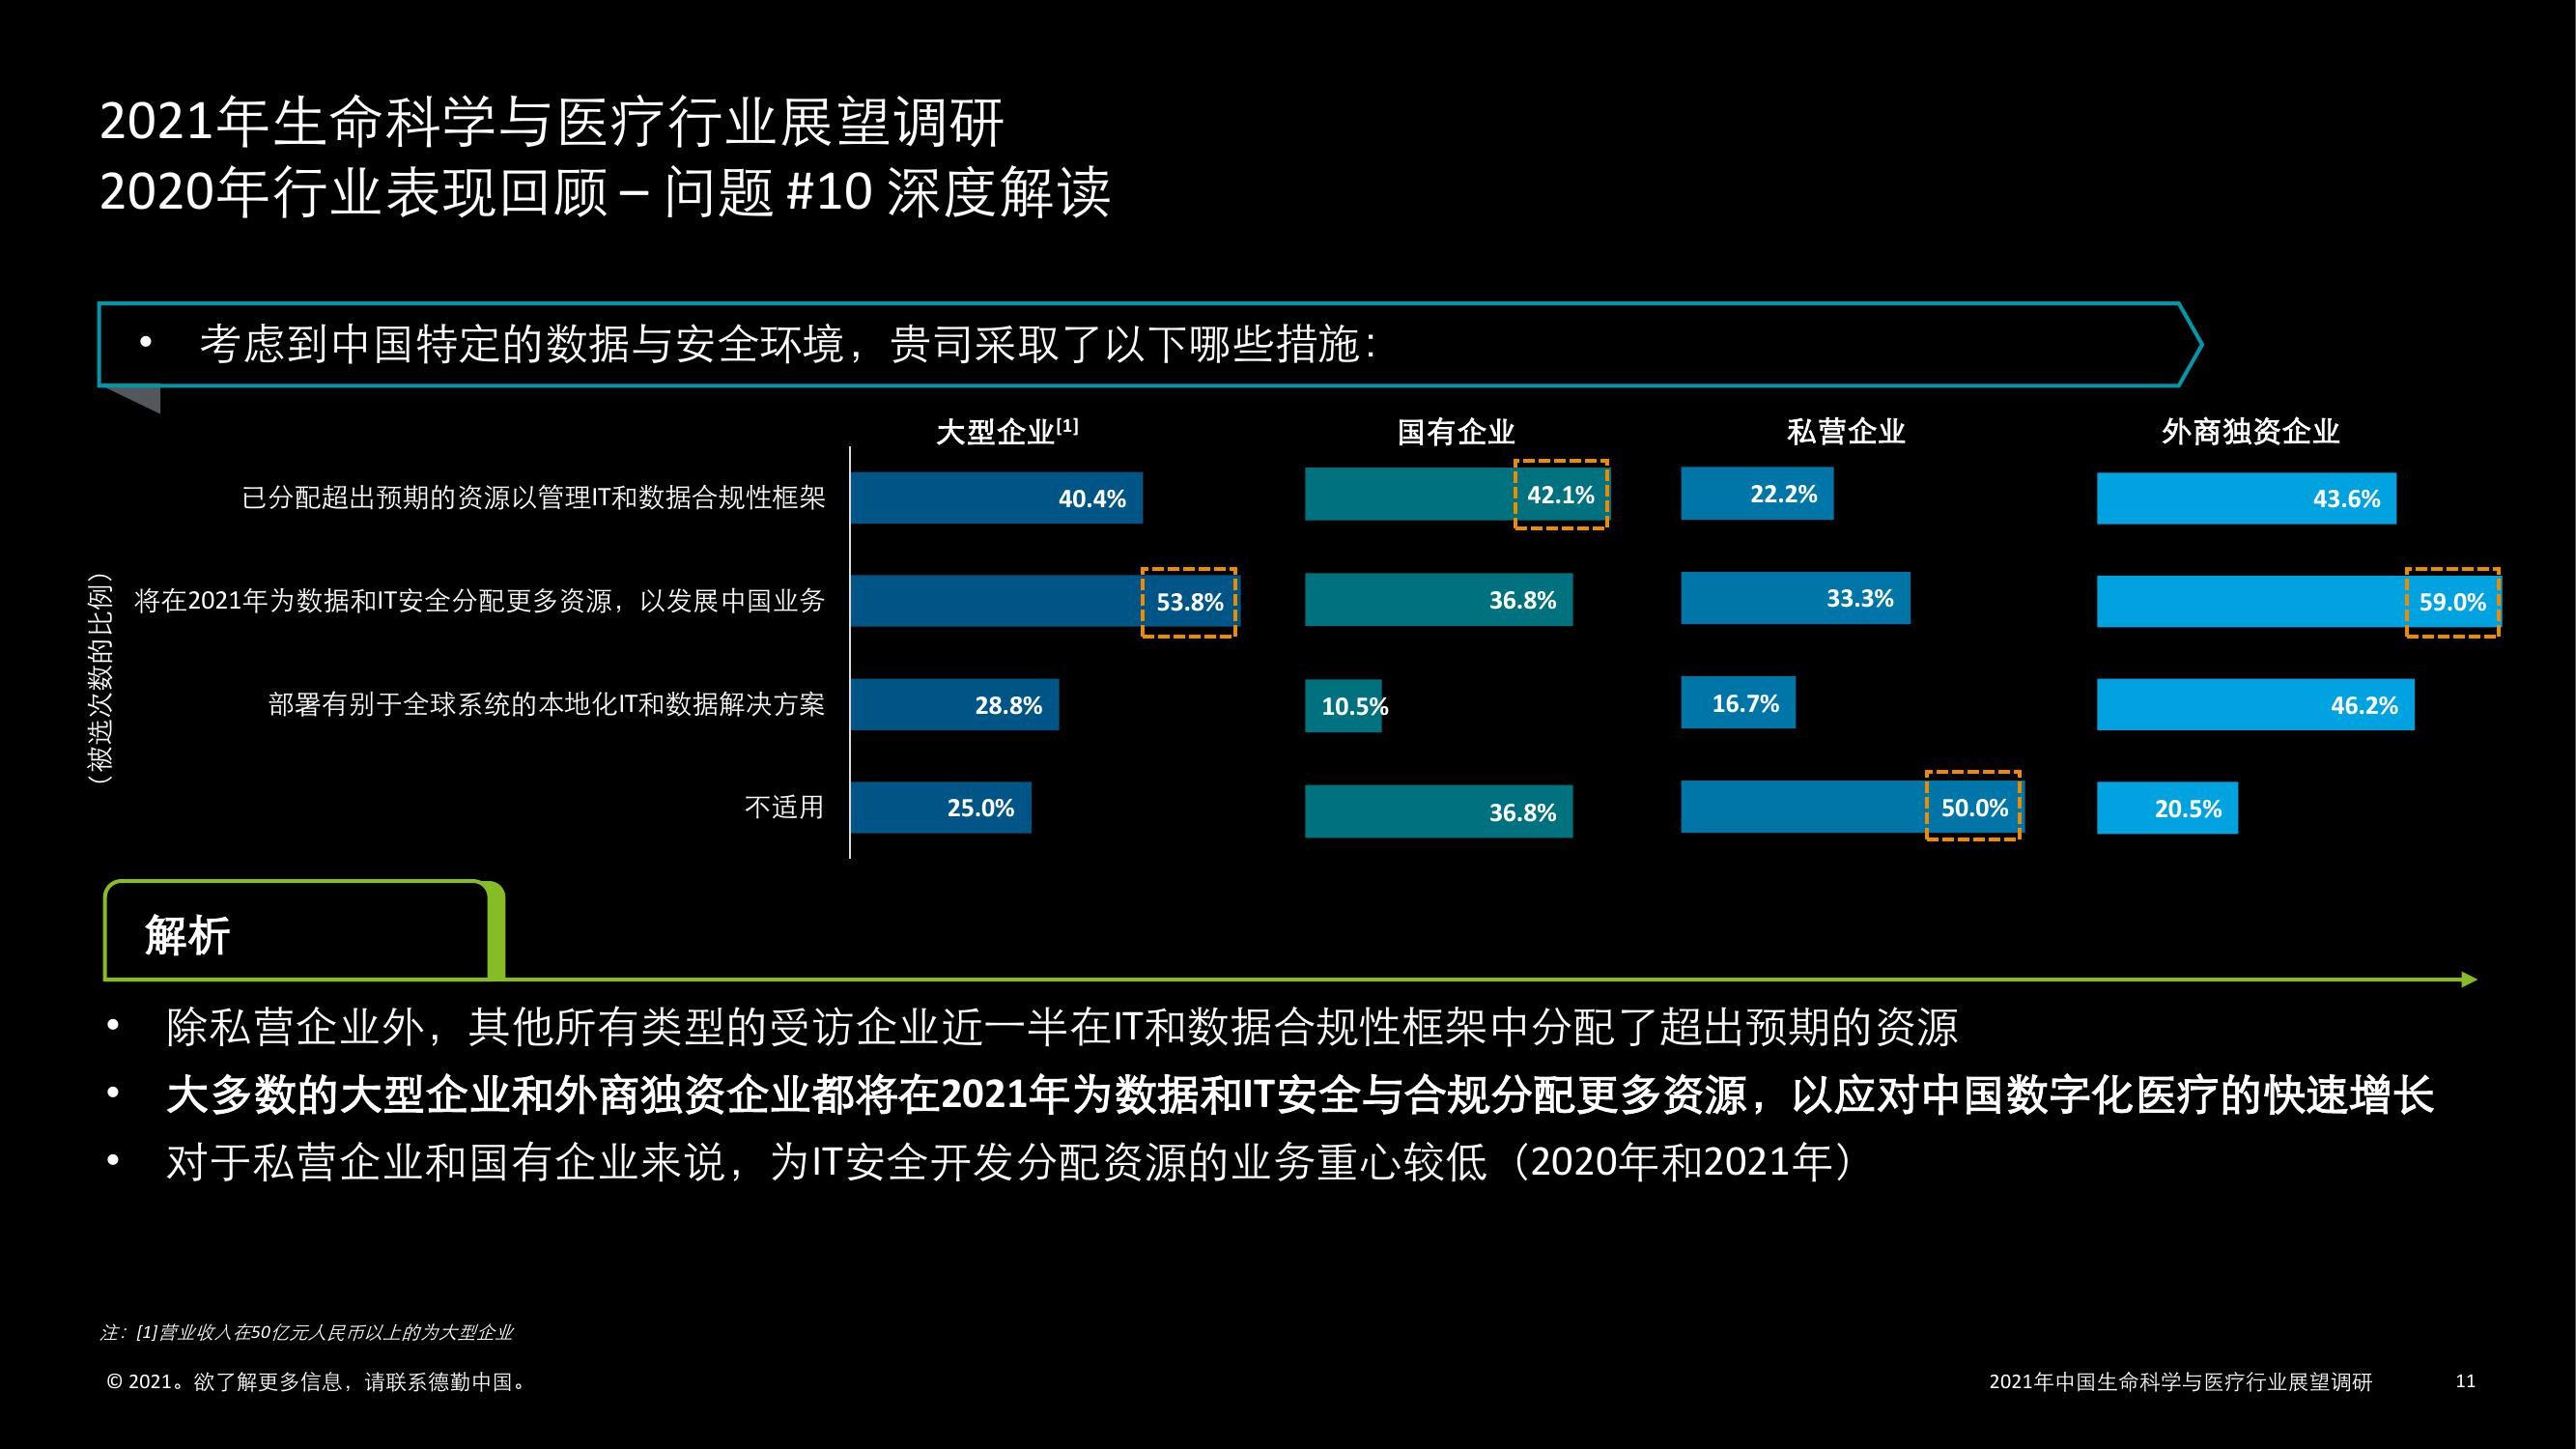 2021年生命科学与医疗行业展望调研
2020年行业表现回顾 – 问题 #10 深度解读
• 考虑到中国特定的数据与安全环境，贵司采取了以下哪些措施：
大型企业[1] 国有企业 私营企业 外商独资企业
（被选次数的比例）
已分配超出预期的资源以管理IT和数据合规性框架 40.4% 42.1% 22.2% 43.6%
将在2021年为数据和IT安全分配更多资源，以发展中国业务 53.8% 36.8% 33.3% 59.0%
部署有别于全球系统的本地化IT和数据解决方案 28.8% 10.5% 16.7% 46.2%
不适用 25.0% 36.8% 50.0% 20.5%
解析
• 除私营企业外，其他所有类型的受访企业近一半在IT和数据合规性框架中分配了超出预期的资源
• 大多数的大型企业和外商独资企业都将在2021年为数据和IT安全与合规分配更多资源，以应对中国数字化医疗的快速增长
• 对于私营企业和国有企业来说，为IT安全开发分配资源的业务重心较低（2020年和2021年）
注：[1]营业收入在50亿元人民币以上的为大型企业
© 2021。欲了解更多信息，请联系德勤中国。
2021年中国生命科学与医疗行业展望调研 11